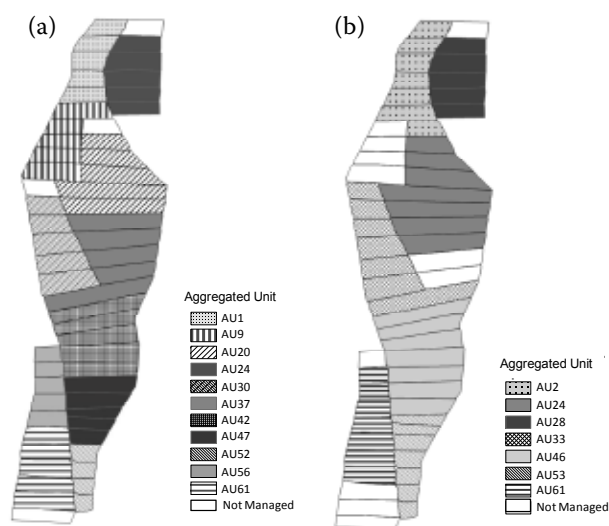 (a)
(b)
Aggregated Unit
AU1
AU9
AU20
AU24
AU30
AU37
AU42
AU47
AU52
AU56
AU61
Not Managed
Aggregated Unit
AU2
AU24
AU28
AU33
AU46
AU53
AU61
Not Managed